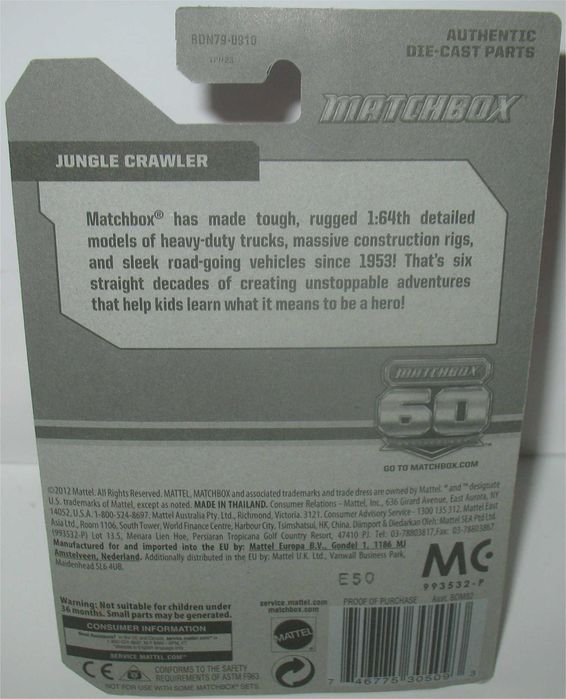 BDN79-0910
AUTHENTIC
DIE-CAST PARTS
MATCHBOX
JUNGLE CRAWLER
Matchbox® has made tough, rugged 1:64th detailed
models of heavy-duty trucks, massive construction rigs,
and sleek road-going vehicles since 1953! That's six
straight decades of creating unstoppable adventures
that help kids learn what it means to be a hero!
MATCHBOX
60
GO TO MATCHBOX.COM
©2012 Mattel. All Rights Reserved. MATTEL, MATCHBOX and associated trademarks and trade dress are owned by Mattel. ® and ™ designate
U.S. trademarks of Mattel, except as noted. MADE IN THAILAND. Consumer Relations - Mattel, Inc., 636 Girard Avenue, East Aurora, NY
14052, U.S.A. 1-800-524-8697. Mattel Australia Pty. Ltd., Richmond, Victoria. 3121. Consumer Advisory Service - 1300 135 312. Mattel East
Asia Ltd., Room 1106, South Tower, World Finance Centre, Harbour City, Tsimshatsui, HK, China. Diimport & Diedarkan Oleh: Mattel SEA Ptd Ltd.
(993532-P) Lot 13.5, Menara Lien Hoe, Persiaran Tropicana Golf Country Resort, 47410 PJ. Tel: 03-78803817,Fax: 03-78803867.
Manufactured for and imported into the EU by: Mattel Europa B.V., Gondel 1, 1186 MJ
Amstelveen, Nederland. Additionally distributed in the EU by: Mattel U.K. Ltd., Vanwall Business Park,
Maidenhead SL6 4UB.
MC
993532-P
E50
Warning: Not suitable for children under
36 months. Small parts may be generated.
CONSUMER INFORMATION
SERVICE.MATTEL.COM
service.mattel.com
matchbox.com
MATTEL
PROOF OF PURCHASE
Asst. BDM92
CE
CONFORMS TO THE SAFETY
REQUIREMENTS OF ASTM F963.
NOT FOR USE WITH SOME MATCHBOX SETS.
7 46775 30509 3